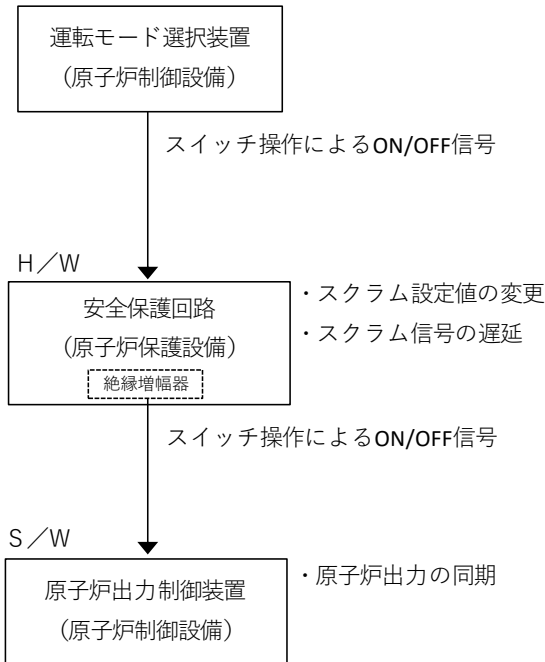 運転モード選択装置
（原子炉制御設備）
スイッチ操作によるON/OFF信号
H／W
安全保護回路
（原子炉保護設備）
絶縁増幅器
・スクラム設定値の変更
・スクラム信号の遅延
スイッチ操作によるON/OFF信号
S／W
原子炉出力制御装置
（原子炉制御設備）
・原子炉出力の同期